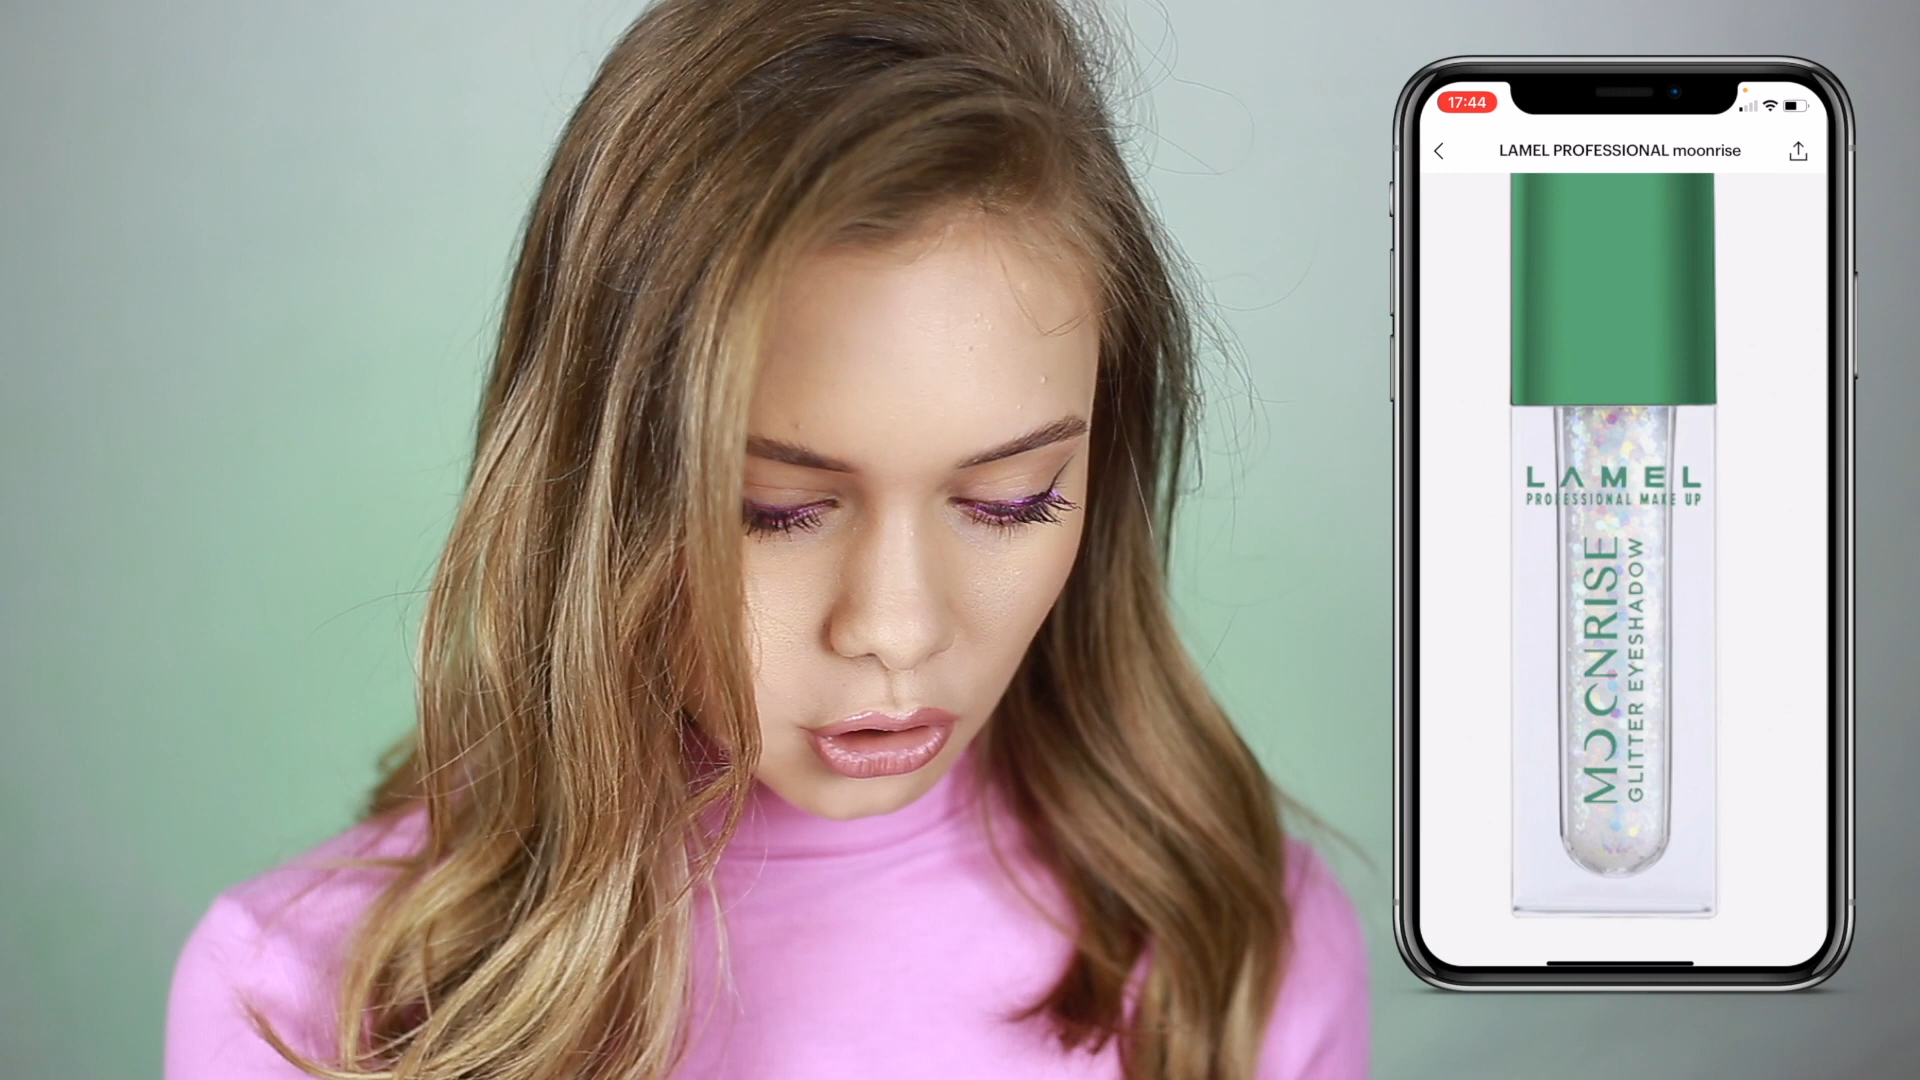 17:44
LAMEL PROFESSIONAL moonrise
LAMEL
PROFESSIONAL MAKE UP
MOONRISE
GLITTER EYESHADOW